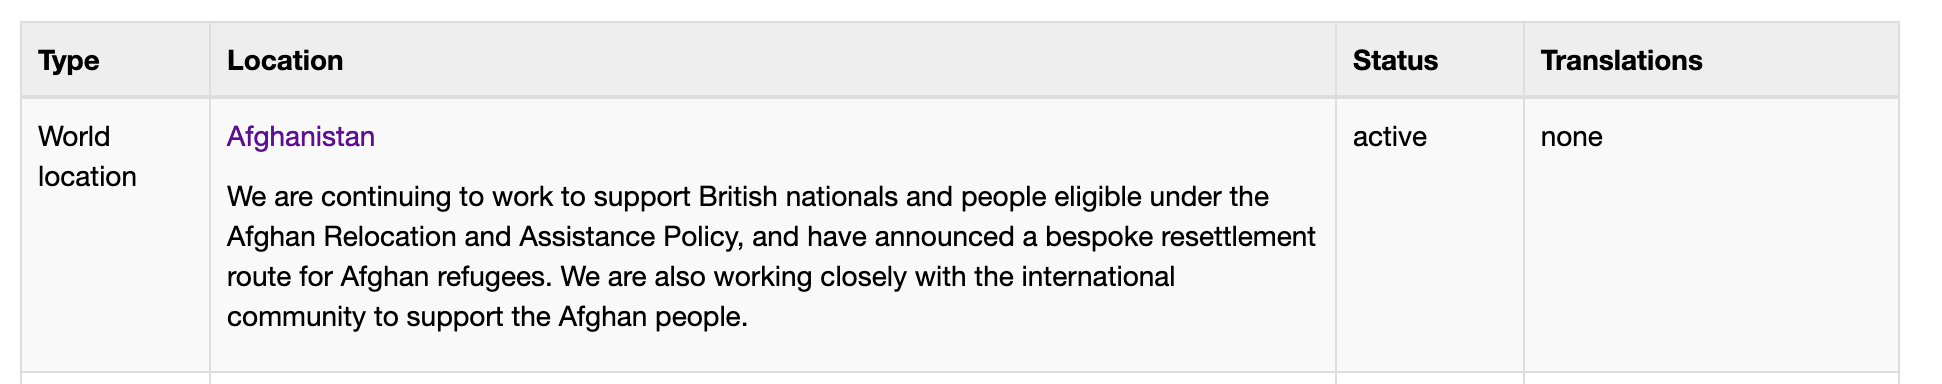 Type Location Status Translations
World Afghanistan active none
location
We are continuing to work to support British nationals and people eligible under the
Afghan Relocation and Assistance Policy, and have announced a bespoke resettlement
route for Afghan refugees. We are also working closely with the international
community to support the Afghan people.